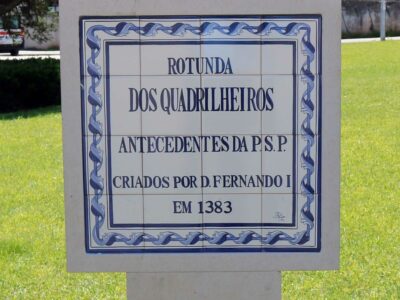 ROTUNDA
DOS QUADRILHEIROS
ANTECEDENTES DA P.S.P
CRIADOS POR D. FERNANDO I
EM 1383